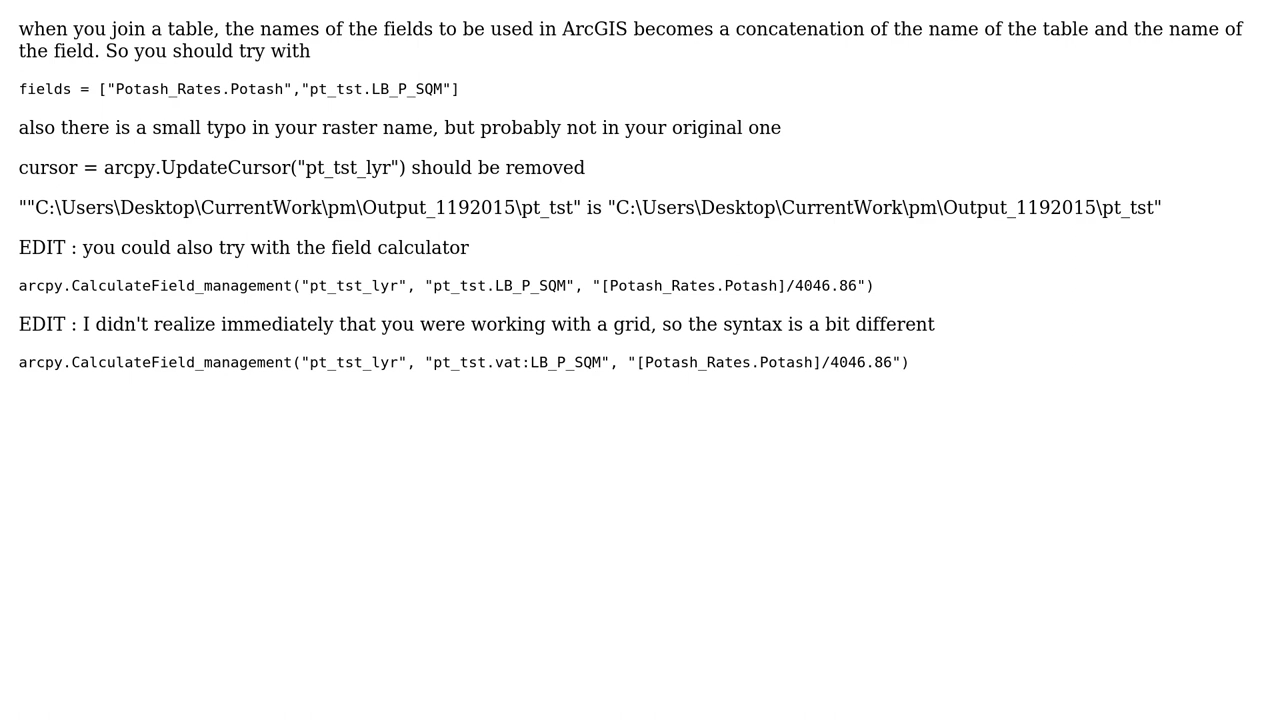 when you join a table, the names of the fields to be used in ArcGIS becomes a concatenation of the name of the table and the name of
the field. So you should try with
fields = ["Potash_Rates.Potash","pt_tst.LB_P_SQM"]
also there is a small typo in your raster name, but probably not in your original one
cursor = arcpy.UpdateCursor("pt_tst_lyr") should be removed
""C:\Users\Desktop\CurrentWork\pm\Output_1192015\pt_tst" is "C:\Users\Desktop\CurrentWork\pm\Output_1192015\pt_tst"
EDIT : you could also try with the field calculator
arcpy.CalculateField_management("pt_tst_lyr", "pt_tst.LB_P_SQM", "[Potash_Rates.Potash]/4046.86")
EDIT : I didn't realize immediately that you were working with a grid, so the syntax is a bit different
arcpy.CalculateField_management("pt_tst_lyr", "pt_tst.vat:LB_P_SQM", "[Potash_Rates.Potash]/4046.86")